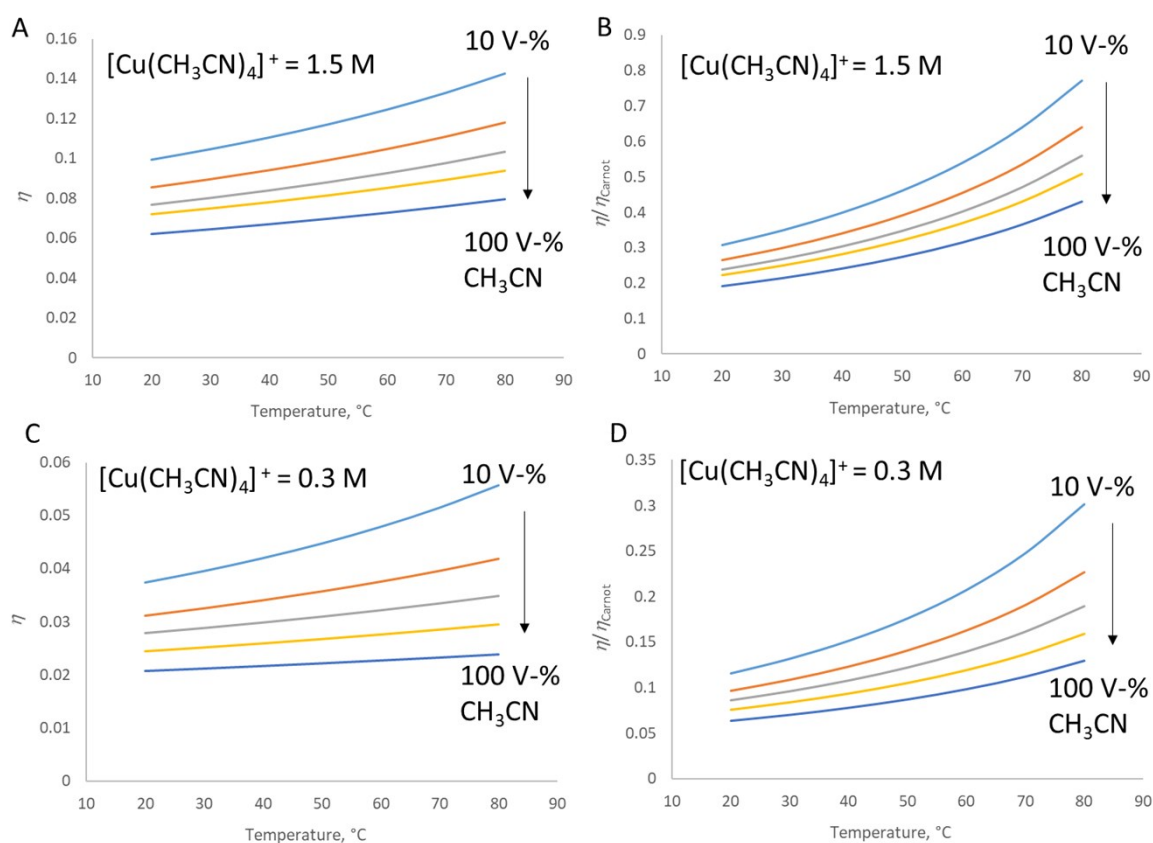 A
0.16
0.14
0.12
0.1
0.08
0.06
0.04
0.02
0
η
[Cu(CH₃CN)₄]⁺ = 1.5 M
10 V-%
100 V-%
CH₃CN
10 20 30 40 50 60 70 80 90
Temperature, °C
B
0.9
0.8
0.7
0.6
0.5
0.4
0.3
0.2
0.1
0
η/ηCarnot
[Cu(CH₃CN)₄]⁺ = 1.5 M
10 V-%
100 V-%
CH₃CN
10 20 30 40 50 60 70 80 90
Temperature, °C
C
0.06
0.05
0.04
0.03
0.02
0.01
0
η
[Cu(CH₃CN)₄]⁺ = 0.3 M
10 V-%
100 V-%
CH₃CN
10 20 30 40 50 60 70 80 90
Temperature, °C
D
0.35
0.3
0.25
0.2
0.15
0.1
0.05
0
η/ηCarnot
[Cu(CH₃CN)₄]⁺ = 0.3 M
10 V-%
100 V-%
CH₃CN
10 20 30 40 50 60 70 80 90
Temperature, °C